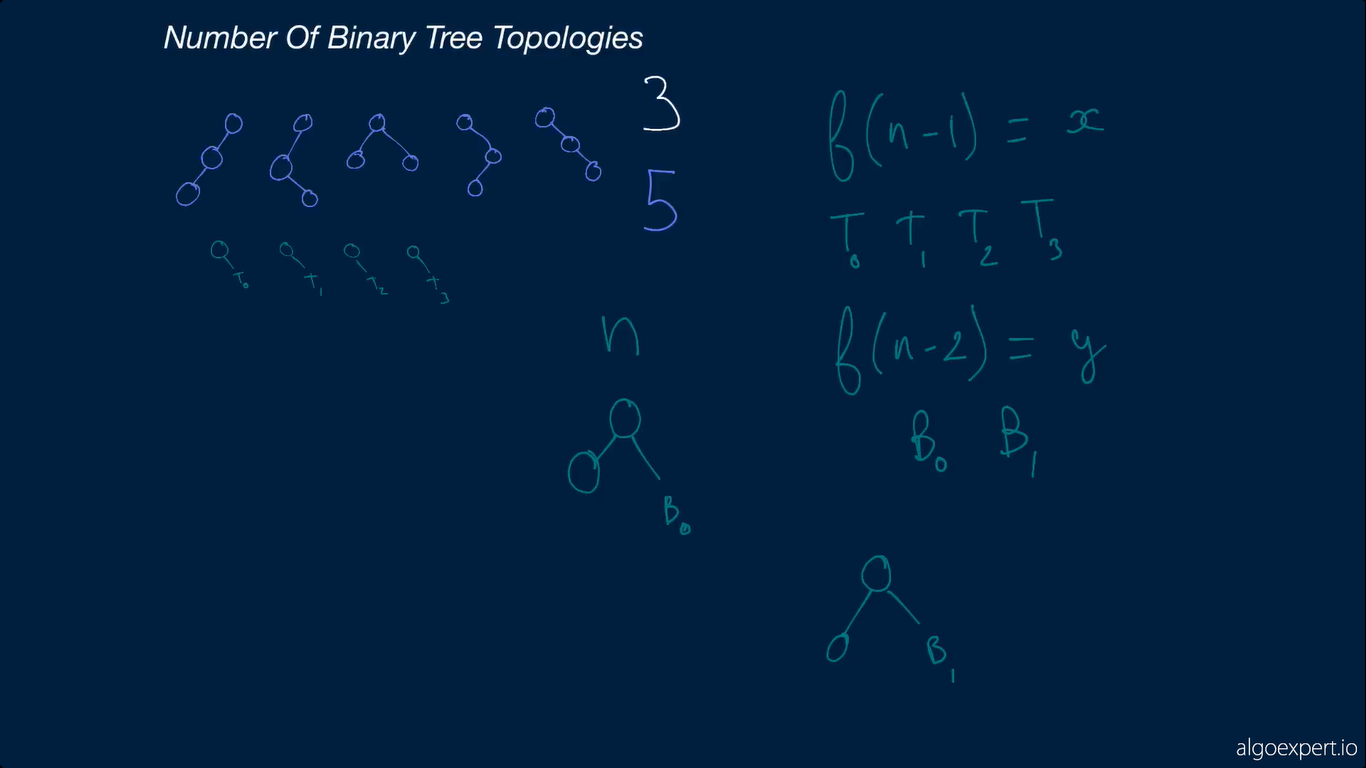 Number Of Binary Tree Topologies
3
5
f(n-1) = x
T₀ T₁ T₂ T₃
T₀ T₁ T₂ T₃
n
f(n-2) = y
B₀ B₁
B₀
B₁
algoexpert.io